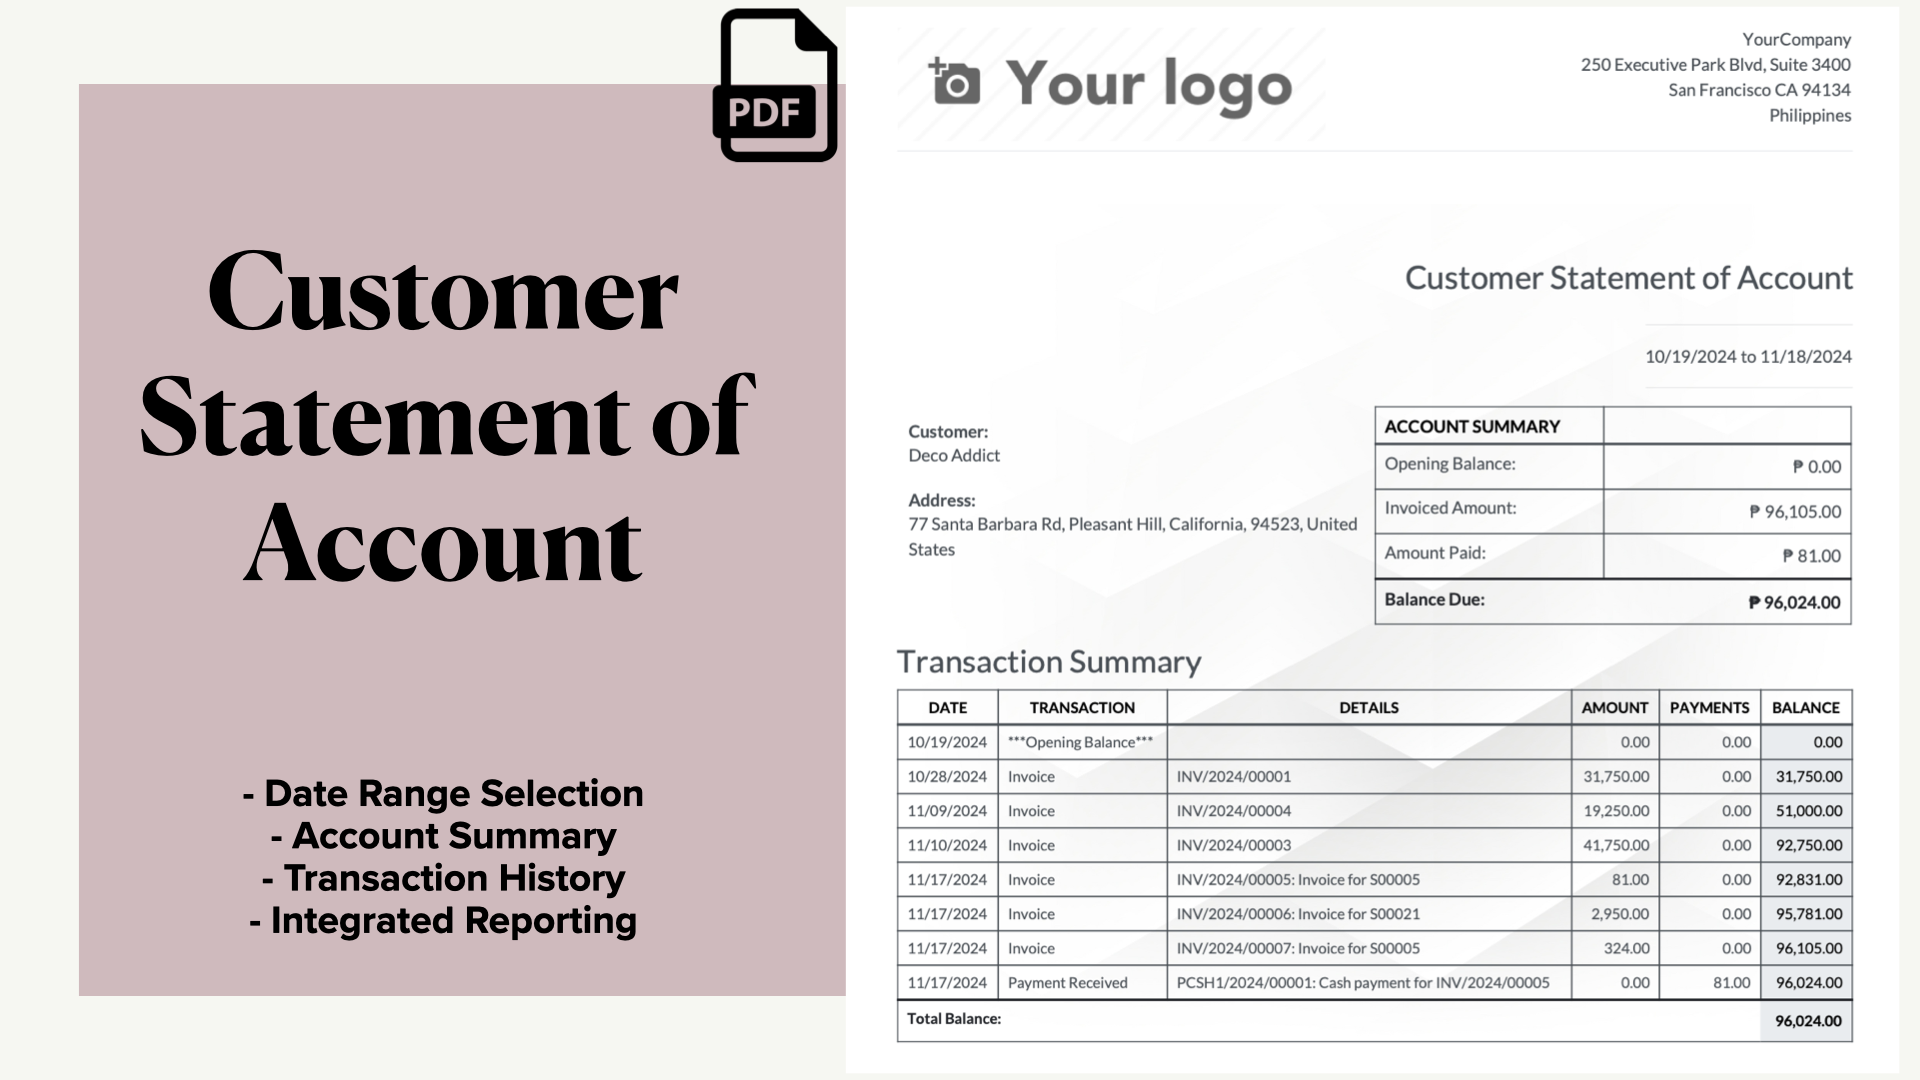 PDF
Customer
Statement of
Account
- Date Range Selection
- Account Summary
- Transaction History
- Integrated Reporting
Your logo
YourCompany
250 Executive Park Blvd, Suite 3400
San Francisco CA 94134
Philippines
Customer Statement of Account
10/19/2024 to 11/18/2024
Customer:
Deco Addict
Address:
77 Santa Barbara Rd, Pleasant Hill, California, 94523, United
States
ACCOUNT SUMMARY
Opening Balance: ₱ 0.00
Invoiced Amount: ₱ 96,105.00
Amount Paid: ₱ 81.00
Balance Due: ₱ 96,024.00
Transaction Summary
DATE TRANSACTION DETAILS AMOUNT PAYMENTS BALANCE
10/19/2024 ***Opening Balance*** 0.00 0.00 0.00
10/28/2024 Invoice INV/2024/00001 31,750.00 0.00 31,750.00
11/09/2024 Invoice INV/2024/00004 19,250.00 0.00 51,000.00
11/10/2024 Invoice INV/2024/00003 41,750.00 0.00 92,750.00
11/17/2024 Invoice INV/2024/00005: Invoice for S00005 81.00 0.00 92,831.00
11/17/2024 Invoice INV/2024/00006: Invoice for S00021 2,950.00 0.00 95,781.00
11/17/2024 Invoice INV/2024/00007: Invoice for S00005 324.00 0.00 96,105.00
11/17/2024 Payment Received PCSH1/2024/00001: Cash payment for INV/2024/00005 0.00 81.00 96,024.00
Total Balance: 96,024.00